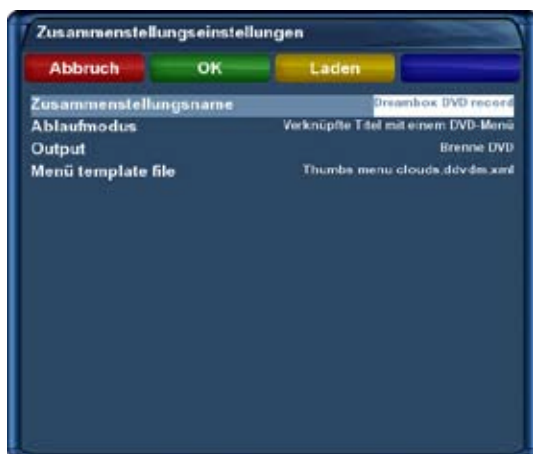 Zusammenstellungseinstellungen
Abbruch OK Laden
Zusammenstellungsname Dreambox DVD record
Ablaufmodus Verknüpfte Titel mit einem DVD-Menü
Output Brenne DVD
Menü template file Thumbs menu clouds.ddvdm.xml